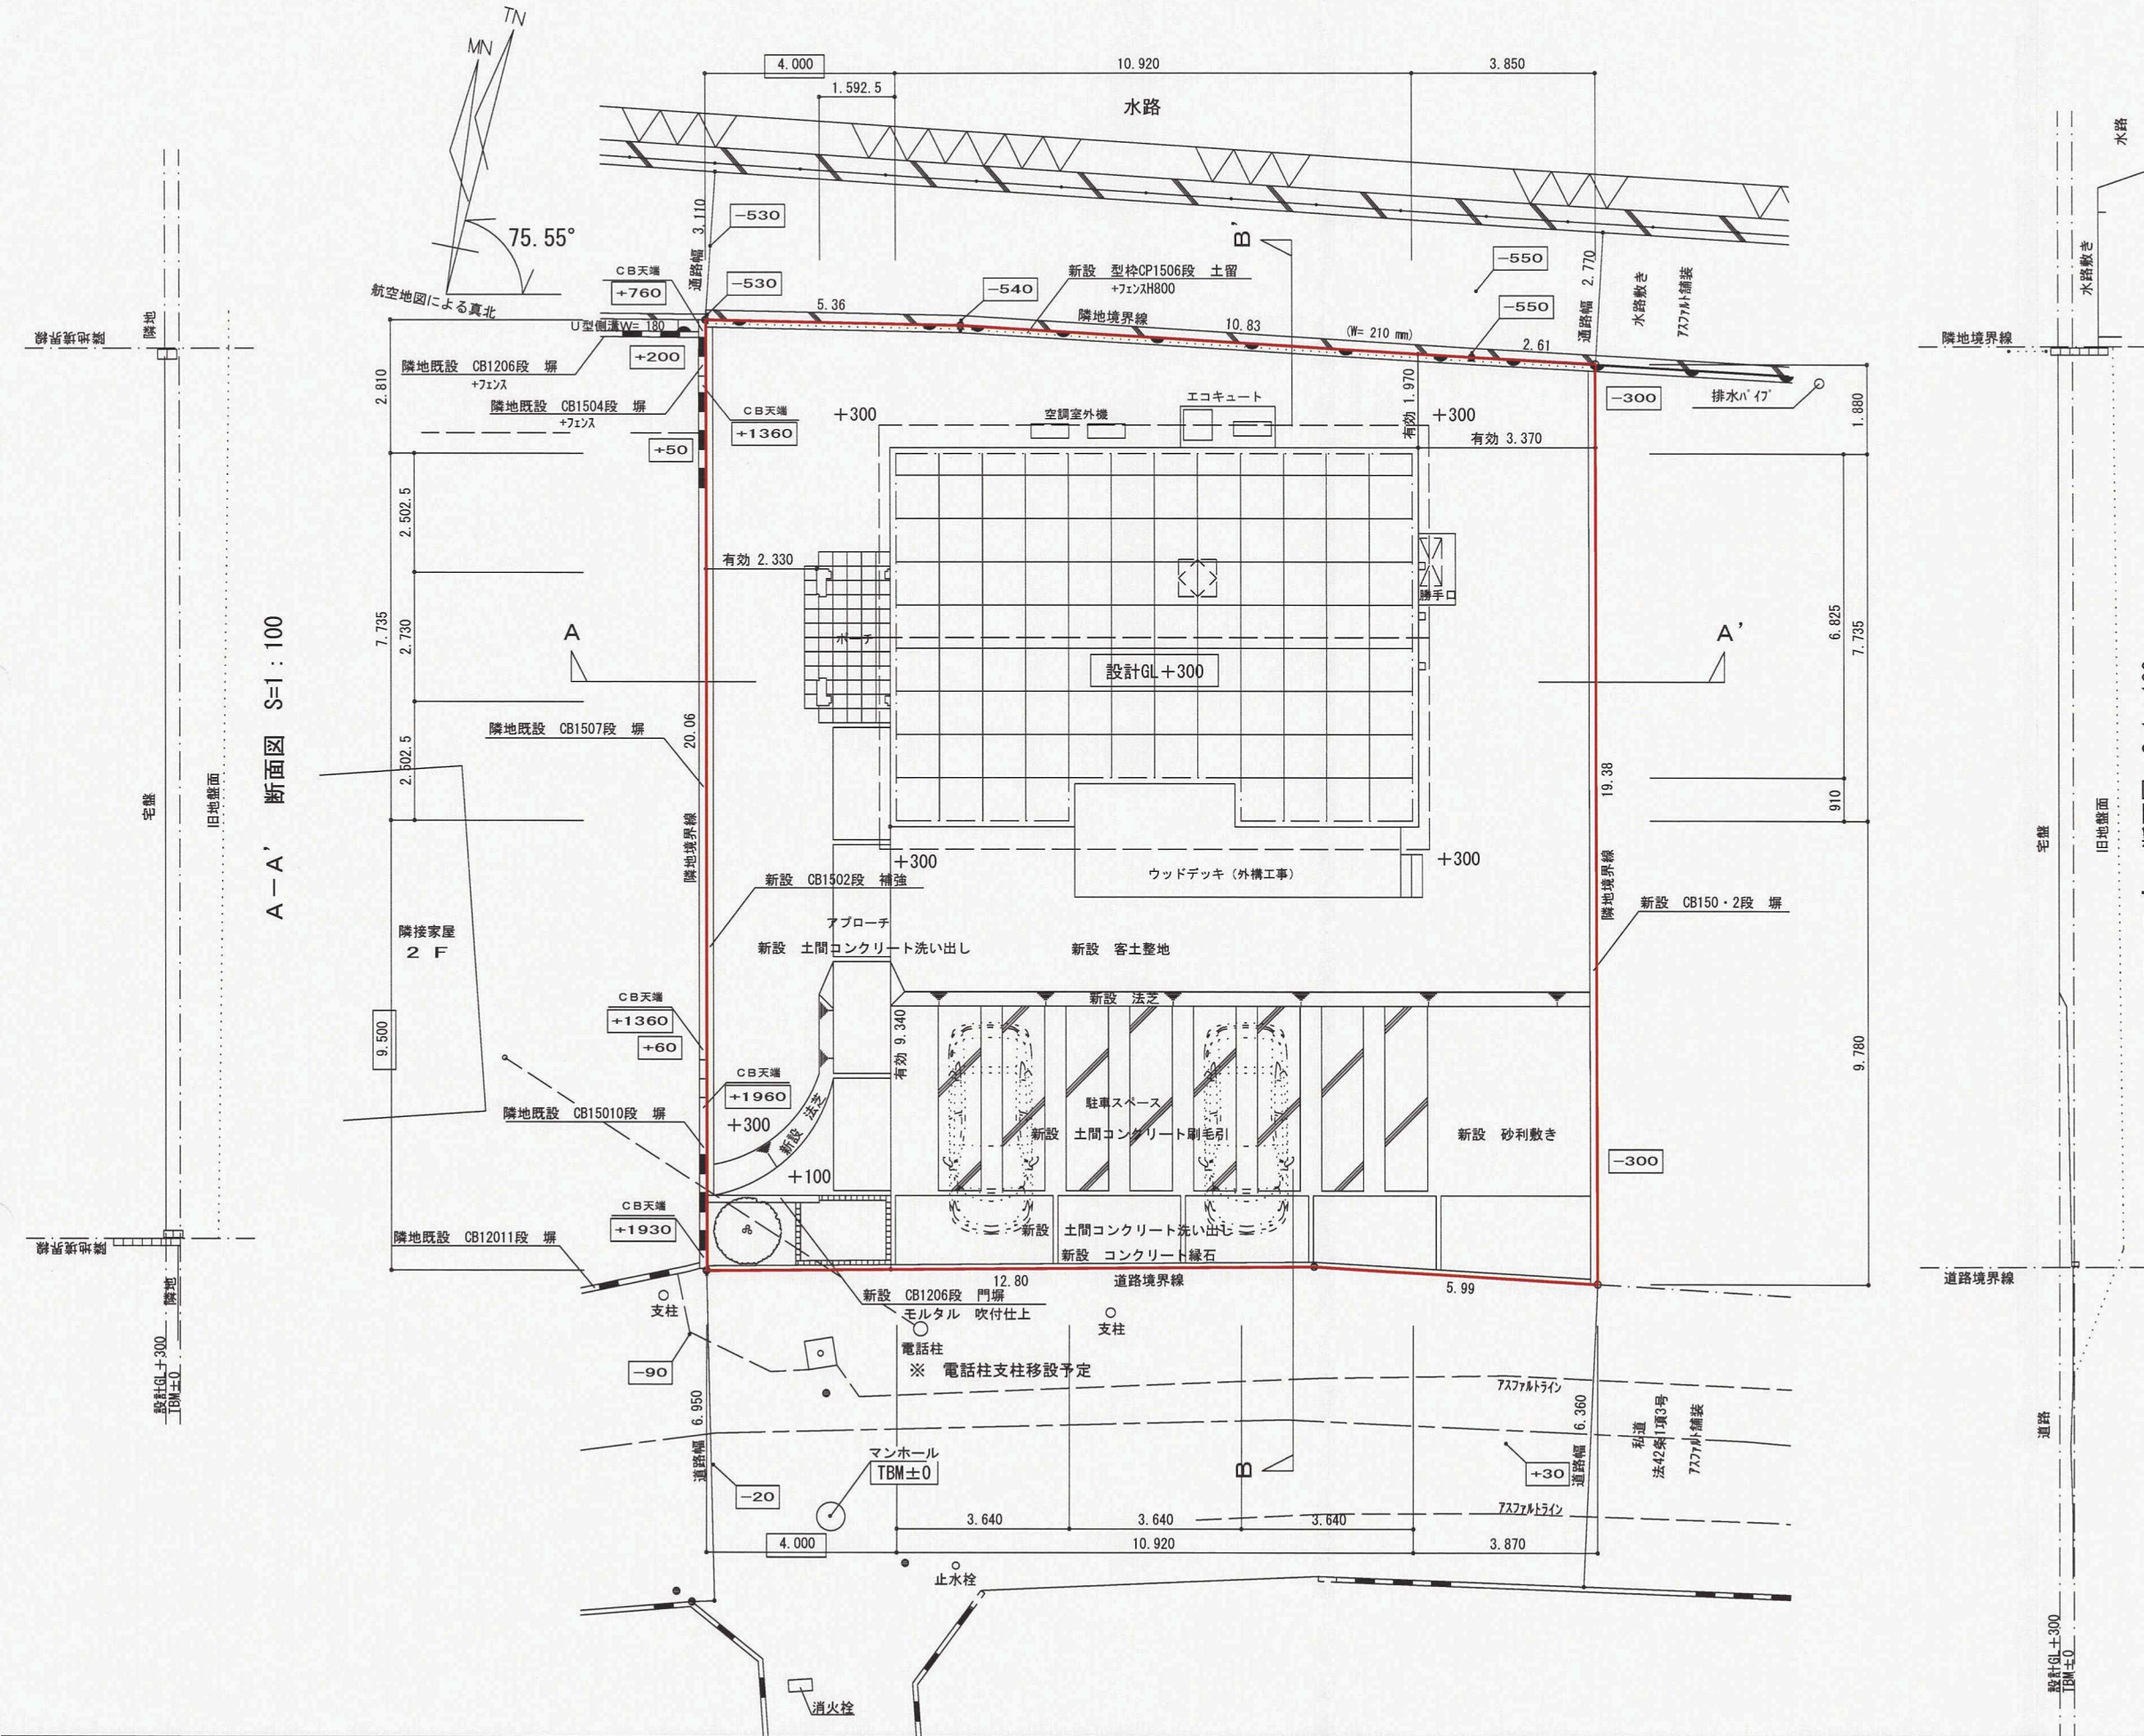 TN
MN
75.55°
航空地図による真北
4.000
10.920
3.850
1.592.5
水路
通路幅 3.110
-530
B'
-550
通路幅 2.770
水路敷き
アスファルト舗装
CB天端
+760
-530
5.36
-540
新設 型枠CP1506段 土留
+フェンスH800
隣地境界線
10.83
(W= 210 mm)
-550
2.61
U型側溝W= 180
+200
隣地既設 CB1206段 塀
+フェンス
隣地既設 CB1504段 塀
+フェンス
+50
CB天端
+1360
+300
空調室外機
エコキュート
有効 1.970
+300
有効 3.370
-300
排水パイプ
2.810
1.880
2.502.5
7.735
2.730
2.502.5
有効 2.330
ポーチ
勝手口
設計GL+300
A
A'
6.825
7.735
910
隣地既設 CB1507段 塀
20.06
隣地境界線
19.38
隣地境界線
+300
+300
ウッドデッキ(外構工事)
新設 CB1502段 補強
新設 CB150・2段 塀
アプローチ
新設 土間コンクリート洗い出し
新設 客土整地
隣接家屋
2 F
CB天端
+1360
+60
新設 法芝
有効 9.340
9.500
9.780
CB天端
+1960
+300
隣地既設 CB15010段 塀
新設 法芝
駐車スペース
新設 土間コンクリート刷毛引
新設 砂利敷き
-300
+100
CB天端
+1930
隣地既設 CB12011段 塀
新設 土間コンクリート洗い出し
新設 コンクリート縁石
12.80
道路境界線
5.99
支柱
新設 CB1206段 門塀
モルタル 吹付仕上
電話柱
支柱
※ 電話柱支柱移設予定
-90
道路幅 6.950
アスファルトライン
道路幅 6.360
私道
法42条1項3号
アスファルト舗装
マンホール
TBM±0
B
+30
-20
アスファルトライン
3.640
3.640
3.640
4.000
10.920
3.870
止水栓
消火栓
隣地境界線
隣地
宅盤
旧地盤面
A-A' 断面図 S=1:100
隣地境界線
隣地
設計GL+300
TBM±0
水路
水路敷き
隣地境界線
宅盤
旧地盤面
道路境界線
道路
設計GL+300
TBM±0